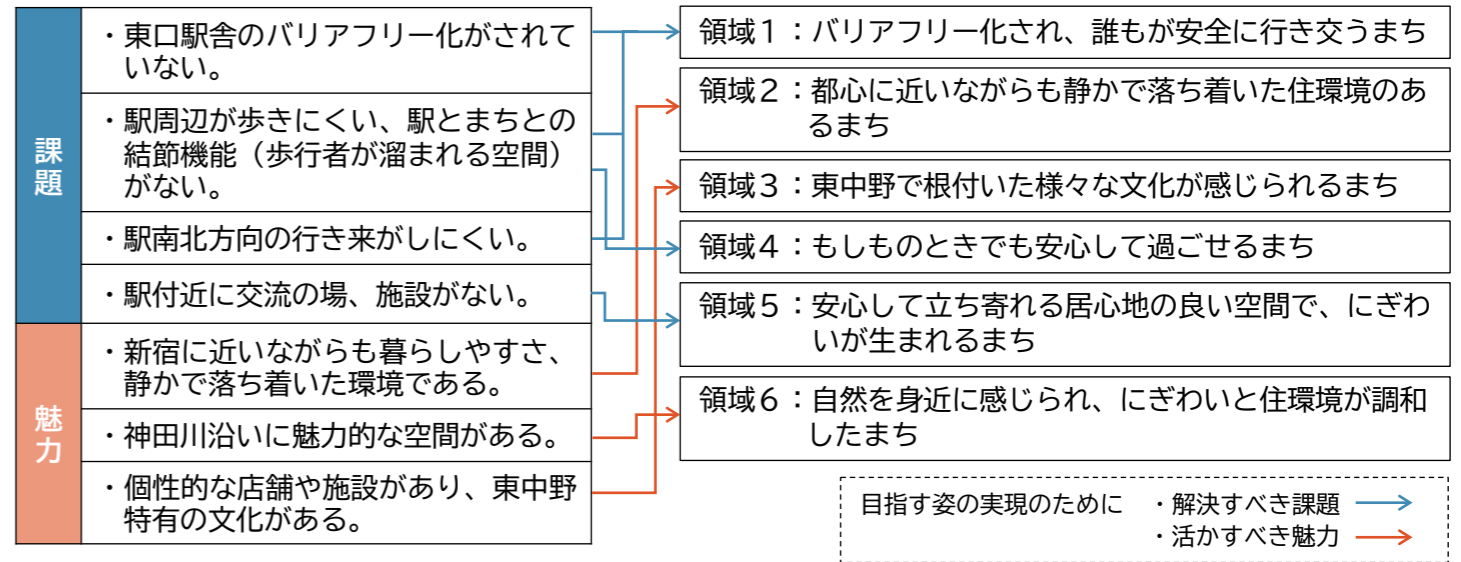 課題
・東口駅舎のバリアフリー化がされて
いない。
・駅周辺が歩きにくい、駅とまちとの
結節機能（歩行者が溜まれる空間）
がない。
・駅南北方向の行き来がしにくい。
・駅付近に交流の場、施設がない。
魅力
・新宿に近いながらも暮らしやすさ、
静かで落ち着いた環境である。
・神田川沿いに魅力的な空間がある。
・個性的な店舗や施設があり、東中野
特有の文化がある。
領域１：バリアフリー化され、誰もが安全に行き交うまち
領域２：都心に近いながらも静かで落ち着いた住環境のあ
るまち
領域３：東中野で根付いた様々な文化が感じられるまち
領域４：もしものときでも安心して過ごせるまち
領域５：安心して立ち寄れる居心地の良い空間で、にぎわ
いが生まれるまち
領域６：自然を身近に感じられ、にぎわいと住環境が調和
したまち
目指す姿の実現のために ・解決すべき課題
・活かすべき魅力